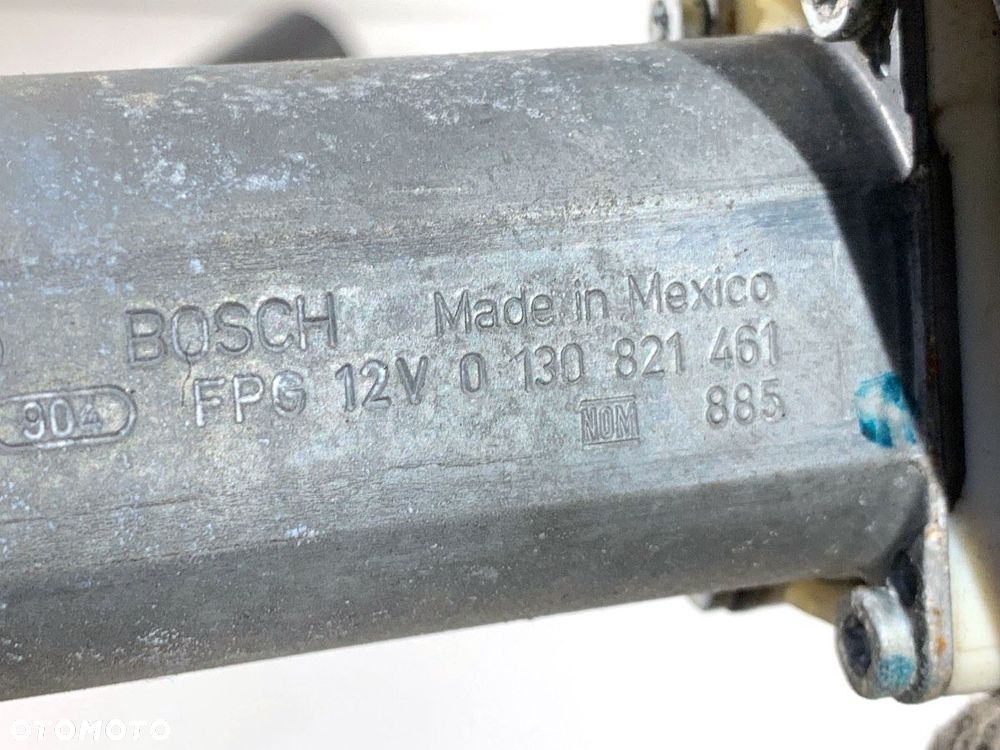 BOSCH Made in Mexico
904 FPG 12V 0 130 821 461
NOM 885
OTOMOTO